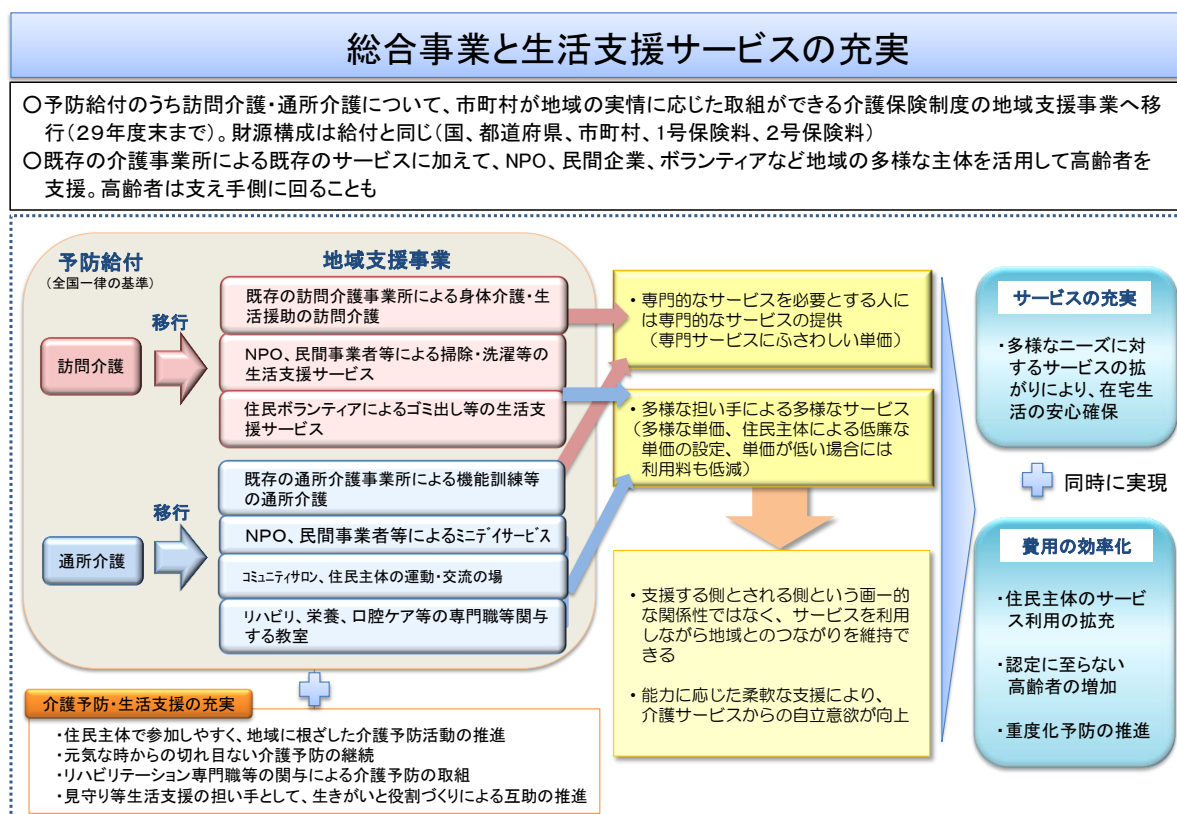 総合事業と生活支援サービスの充実
○予防給付のうち訪問介護・通所介護について、市町村が地域の実情に応じた取組ができる介護保険制度の地域支援事業へ移
行(29年度末まで)。財源構成は給付と同じ(国、都道府県、市町村、1号保険料、2号保険料)
○既存の介護事業所による既存のサービスに加えて、NPO、民間企業、ボランティアなど地域の多様な主体を活用して高齢者を
支援。高齢者は支え手側に回ることも
予防給付
(全国一律の基準)
地域支援事業
訪問介護
移行
既存の訪問介護事業所による身体介護・生
活援助の訪問介護
NPO、民間事業者等による掃除・洗濯等の
生活支援サービス
住民ボランティアによるゴミ出し等の生活支
援サービス
通所介護
移行
既存の通所介護事業所による機能訓練等
の通所介護
NPO、民間事業者等によるミニデイサービス
コミュニティサロン、住民主体の運動・交流の場
リハビリ、栄養、口腔ケア等の専門職等関与
する教室
介護予防・生活支援の充実
・住民主体で参加しやすく、地域に根ざした介護予防活動の推進
・元気な時からの切れ目ない介護予防の継続
・リハビリテーション専門職等の関与による介護予防の取組
・見守り等生活支援の担い手として、生きがいと役割づくりによる互助の推進
・専門的なサービスを必要とする人に
は専門的なサービスの提供
(専門サービスにふさわしい単価)
・多様な担い手による多様なサービス
(多様な単価、住民主体による低廉な
単価の設定、単価が低い場合には
利用料も低減)
・支援する側とされる側という画一的
な関係性ではなく、サービスを利用
しながら地域とのつながりを維持で
きる
・能力に応じた柔軟な支援により、
介護サービスからの自立意欲が向上
サービスの充実
・多様なニーズに対
するサービスの拡
がりにより、在宅生
活の安心確保
同時に実現
費用の効率化
・住民主体のサービ
ス利用の拡充
・認定に至らない
高齢者の増加
・重度化予防の推進